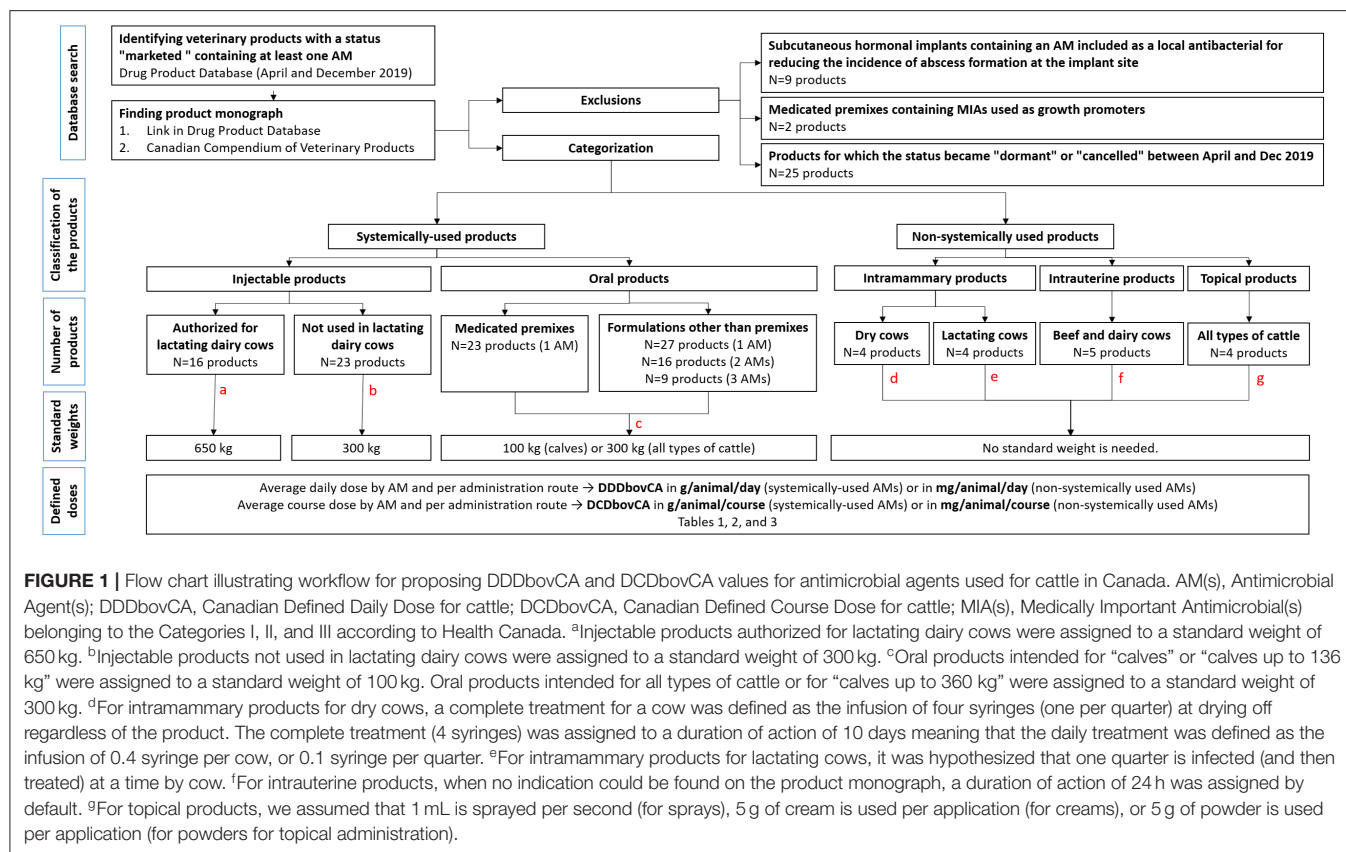 Database search
Identifying veterinary products with a status
"marketed " containing at least one AM
Drug Product Database (April and December 2019)
Finding product monograph
1. Link in Drug Product Database
2. Canadian Compendium of Veterinary Products
Exclusions
Categorization
Subcutaneous hormonal implants containing an AM included as a local antibacterial for
reducing the incidence of abscess formation at the implant site
N=9 products
Medicated premixes containing MIAs used as growth promoters
N=2 products
Products for which the status became "dormant" or "cancelled" between April and Dec 2019
N=25 products
Classification of
the products
Systemically-used products
Non-systemically used products
Injectable products
Oral products
Intramammary products
Intrauterine products
Topical products
Number of
products
Authorized for
lactating dairy cows
N=16 products
Not used in lactating
dairy cows
N=23 products
Medicated premixes
N=23 products (1 AM)
Formulations other than premixes
N=27 products (1 AM)
N=16 products (2 AMs)
N=9 products (3 AMs)
Dry cows
N=4 products
Lactating cows
N=4 products
Beef and dairy cows
N=5 products
All types of cattle
N=4 products
a
b
c
d
e
f
g
Standard
weights
650 kg
300 kg
100 kg (calves) or 300 kg (all types of cattle)
No standard weight is needed.
Defined
doses
Average daily dose by AM and per administration route → DDDbovCA in g/animal/day (systemically-used AMs) or in mg/animal/day (non-systemically used AMs)
Average course dose by AM and per administration route → DCDbovCA in g/animal/course (systemically-used AMs) or in mg/animal/course (non-systemically used AMs)
Tables 1, 2, and 3
FIGURE 1 | Flow chart illustrating workflow for proposing DDDbovCA and DCDbovCA values for antimicrobial agents used for cattle in Canada. AM(s), Antimicrobial
Agent(s); DDDbovCA, Canadian Defined Daily Dose for cattle; DCDbovCA, Canadian Defined Course Dose for cattle; MIA(s), Medically Important Antimicrobial(s)
belonging to the Categories I, II, and III according to Health Canada. aInjectable products authorized for lactating dairy cows were assigned to a standard weight of
650 kg. bInjectable products not used in lactating dairy cows were assigned to a standard weight of 300 kg. cOral products intended for “calves” or “calves up to 136
kg” were assigned to a standard weight of 100 kg. Oral products intended for all types of cattle or for “calves up to 360 kg” were assigned to a standard weight of
300 kg. dFor intramammary products for dry cows, a complete treatment for a cow was defined as the infusion of four syringes (one per quarter) at drying off
regardless of the product. The complete treatment (4 syringes) was assigned to a duration of action of 10 days meaning that the daily treatment was defined as the
infusion of 0.4 syringe per cow, or 0.1 syringe per quarter. eFor intramammary products for lactating cows, it was hypothesized that one quarter is infected (and then
treated) at a time by cow. fFor intrauterine products, when no indication could be found on the product monograph, a duration of action of 24 h was assigned by
default. gFor topical products, we assumed that 1 mL is sprayed per second (for sprays), 5 g of cream is used per application (for creams), or 5 g of powder is used
per application (for powders for topical administration).